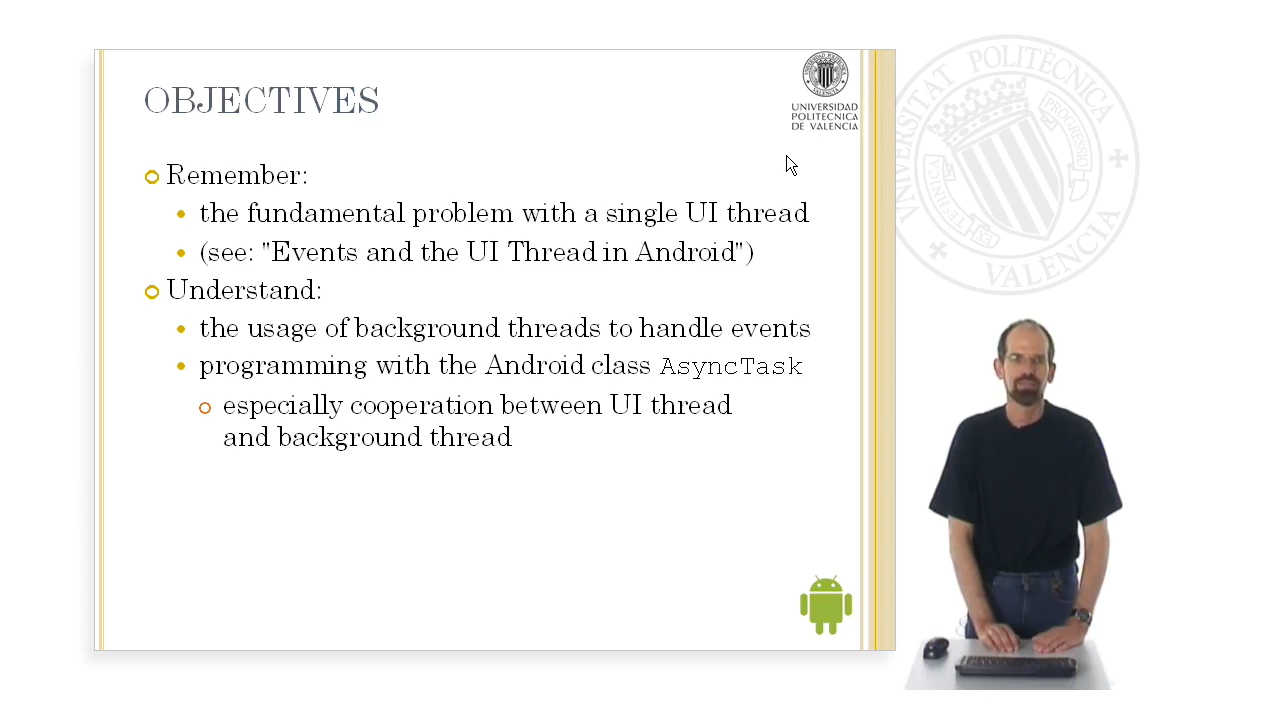 OBJECTIVES
UNIVERSIDAD
POLITECNICA
DE VALENCIA
Remember:
the fundamental problem with a single UI thread
(see: "Events and the UI Thread in Android")
Understand:
the usage of background threads to handle events
programming with the Android class AsyncTask
especially cooperation between UI thread
and background thread
UNIVERSITAT POLITÈCNICA
VALÈNCIA